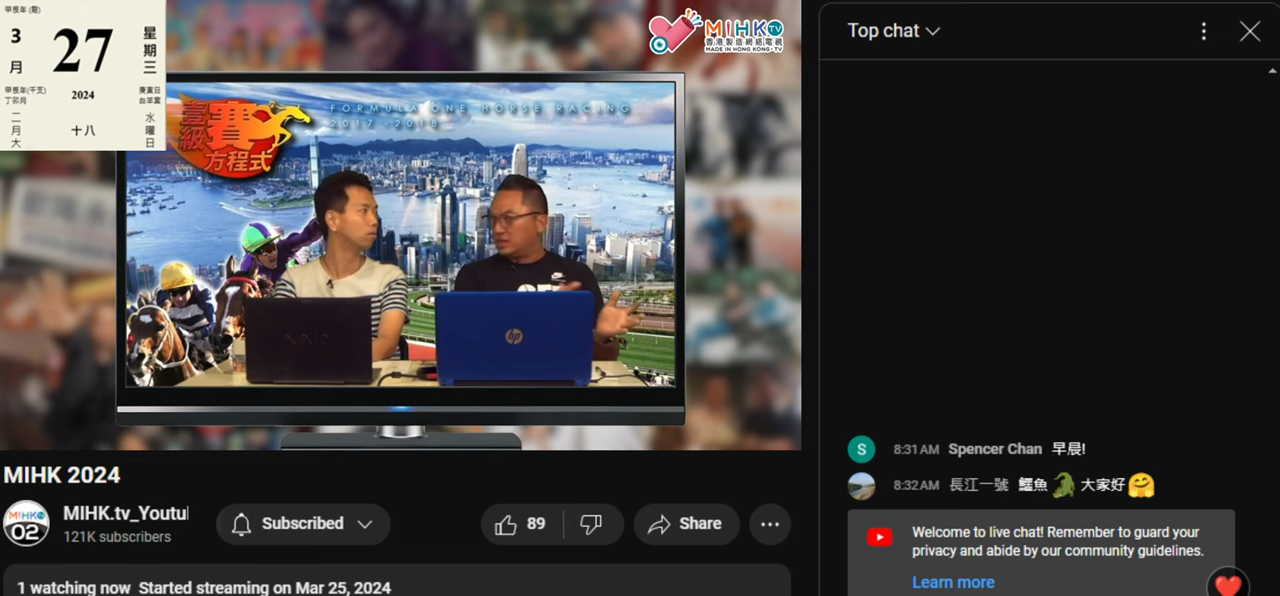 甲辰年 (龍)
3
月
27
星期三
甲辰年(干支)
丁卯月
2024
庚寅日
白羊宮
二月大
十八
水曜日
MIHK TV
香港製造網絡電視
MADE IN HONG KONG · TV
壹級賽
方程式
FORMULA ONE HORSE RACING
2017 - 2018
VAIO
hp
MIHK 2024
MIHK TV
02
MIHK.tv_Youtu
121K subscribers
Subscribed
89
Share
1 watching now Started streaming on Mar 25, 2024
Top chat
S
8:31 AM Spencer Chan 早晨!
8:32 AM 長江一號 鱷魚🐊大家好🤗
Welcome to live chat! Remember to guard your
privacy and abide by our community guidelines.
Learn more